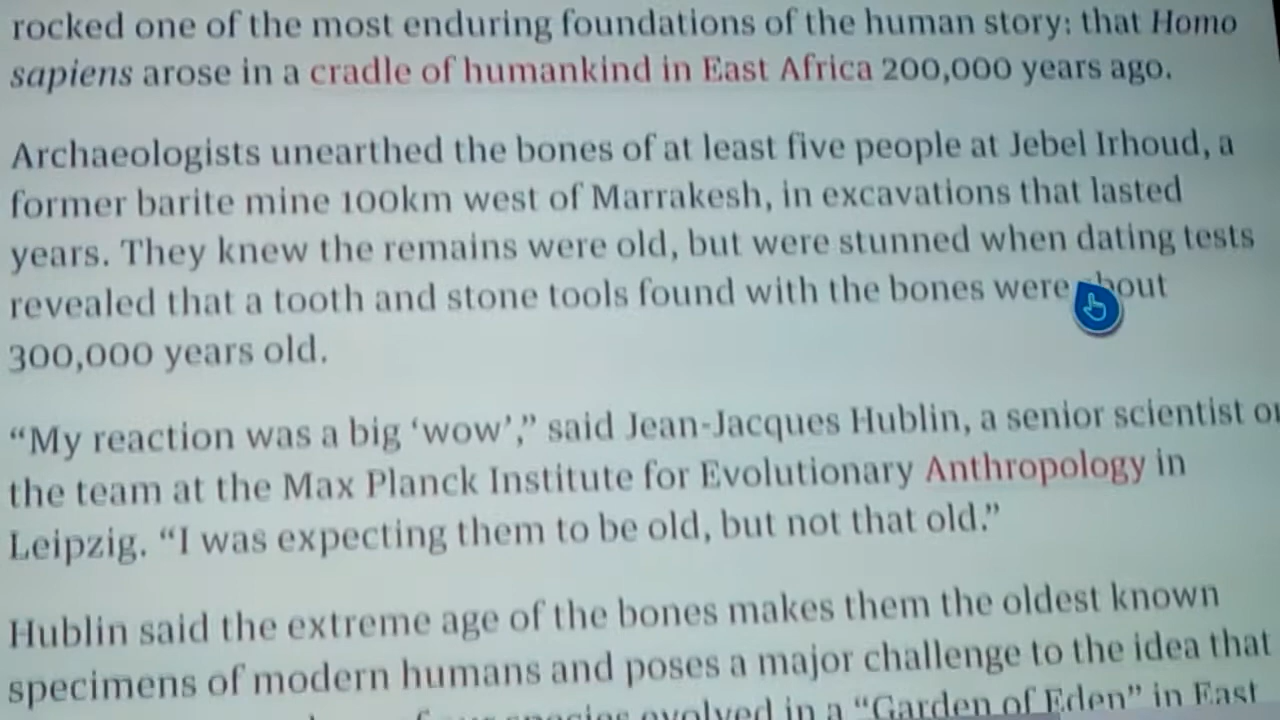 rocked one of the most enduring foundations of the human story: that Homo
sapiens arose in a cradle of humankind in East Africa 200,000 years ago.
Archaeologists unearthed the bones of at least five people at Jebel Irhoud, a
former barite mine 100km west of Marrakesh, in excavations that lasted
years. They knew the remains were old, but were stunned when dating tests
revealed that a tooth and stone tools found with the bones were about
300,000 years old.
“My reaction was a big ‘wow’,” said Jean-Jacques Hublin, a senior scientist on
the team at the Max Planck Institute for Evolutionary Anthropology in
Leipzig. “I was expecting them to be old, but not that old.”
Hublin said the extreme age of the bones makes them the oldest known
specimens of modern humans and poses a major challenge to the idea that
species evolved in a “Garden of Eden” in East